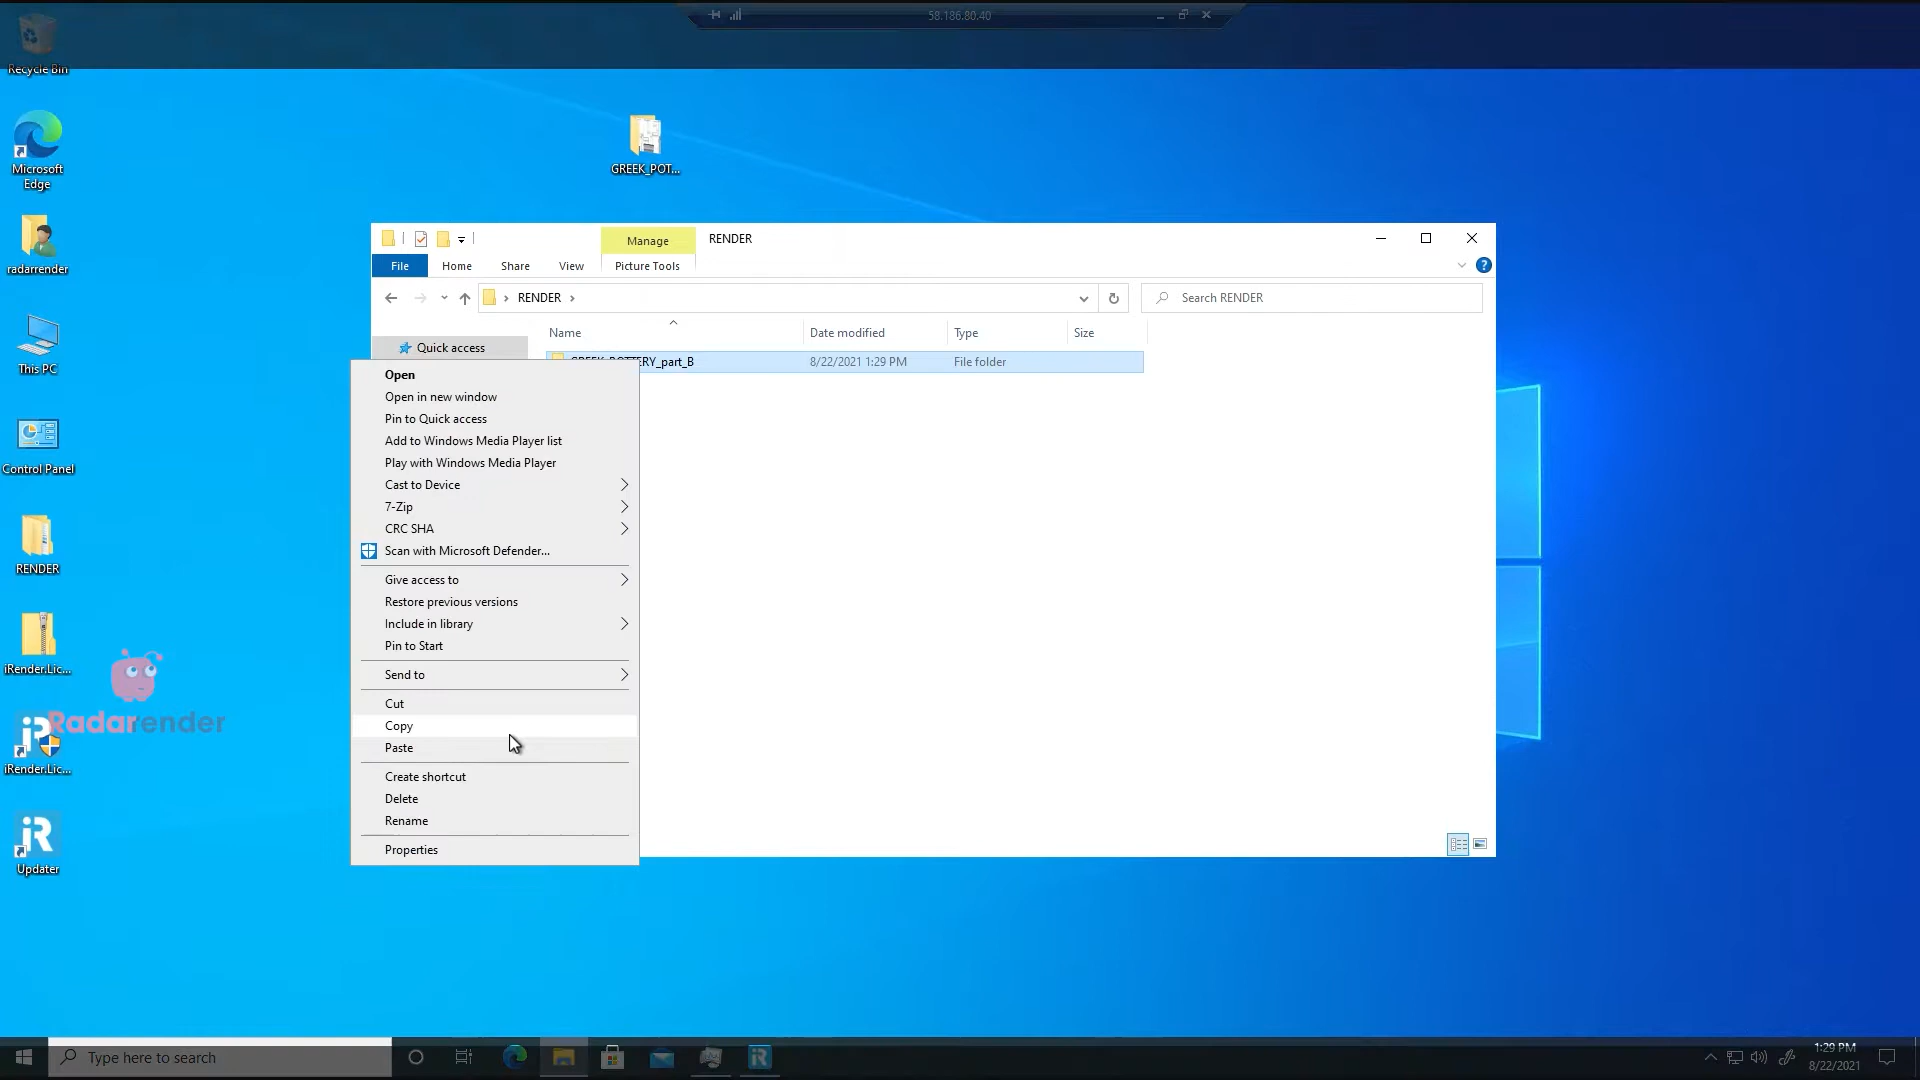 58.186.80.40
Recycle Bin
Microsoft
Edge
radarrender
This PC
Control Panel
RENDER
iRender.Lic...
Radarender
iRender.Lic...
Updater
GREEK_POT...
Manage
RENDER
File
Home
Share
View
Picture Tools
RENDER
Search RENDER
Name
Date modified
Type
Size
Quick access
GREEK_POTTERY_part_B
8/22/2021 1:29 PM
File folder
Open
Open in new window
Pin to Quick access
Add to Windows Media Player list
Play with Windows Media Player
Cast to Device
7-Zip
CRC SHA
Scan with Microsoft Defender...
Give access to
Restore previous versions
Include in library
Pin to Start
Send to
Cut
Copy
Paste
Create shortcut
Delete
Rename
Properties
Type here to search
1:29 PM
8/22/2021